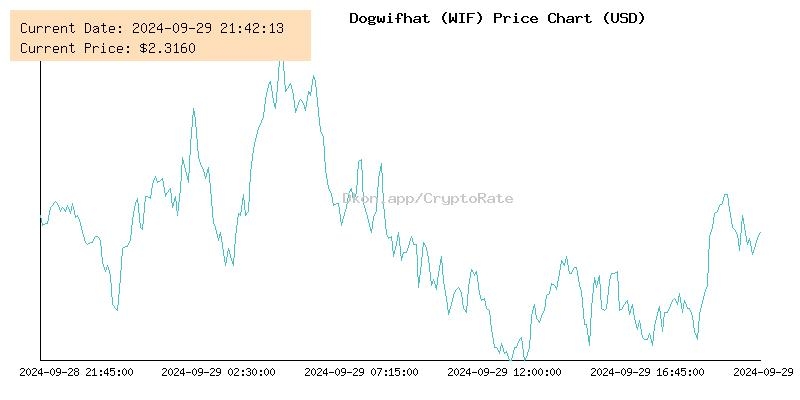 Dogwifhat (WIF) Price Chart (USD)
Current Date: 2024-09-29 21:42:13
Current Price: $2.3160
Dkon.app/CryptoRate
2024-09-28 21:45:00 2024-09-29 02:30:00 2024-09-29 07:15:00 2024-09-29 12:00:00 2024-09-29 16:45:00 2024-09-29